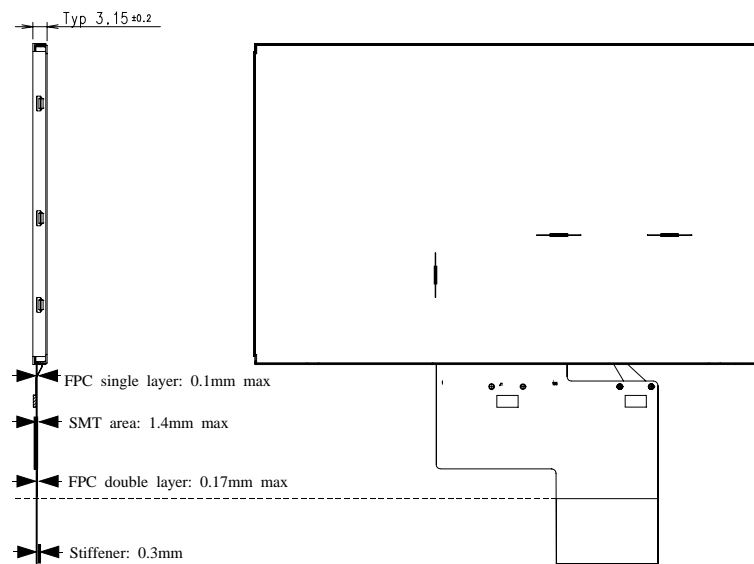 Typ 3.15±0.2
FPC single layer: 0.1mm max
SMT area: 1.4mm max
FPC double layer: 0.17mm max
Stiffener: 0.3mm